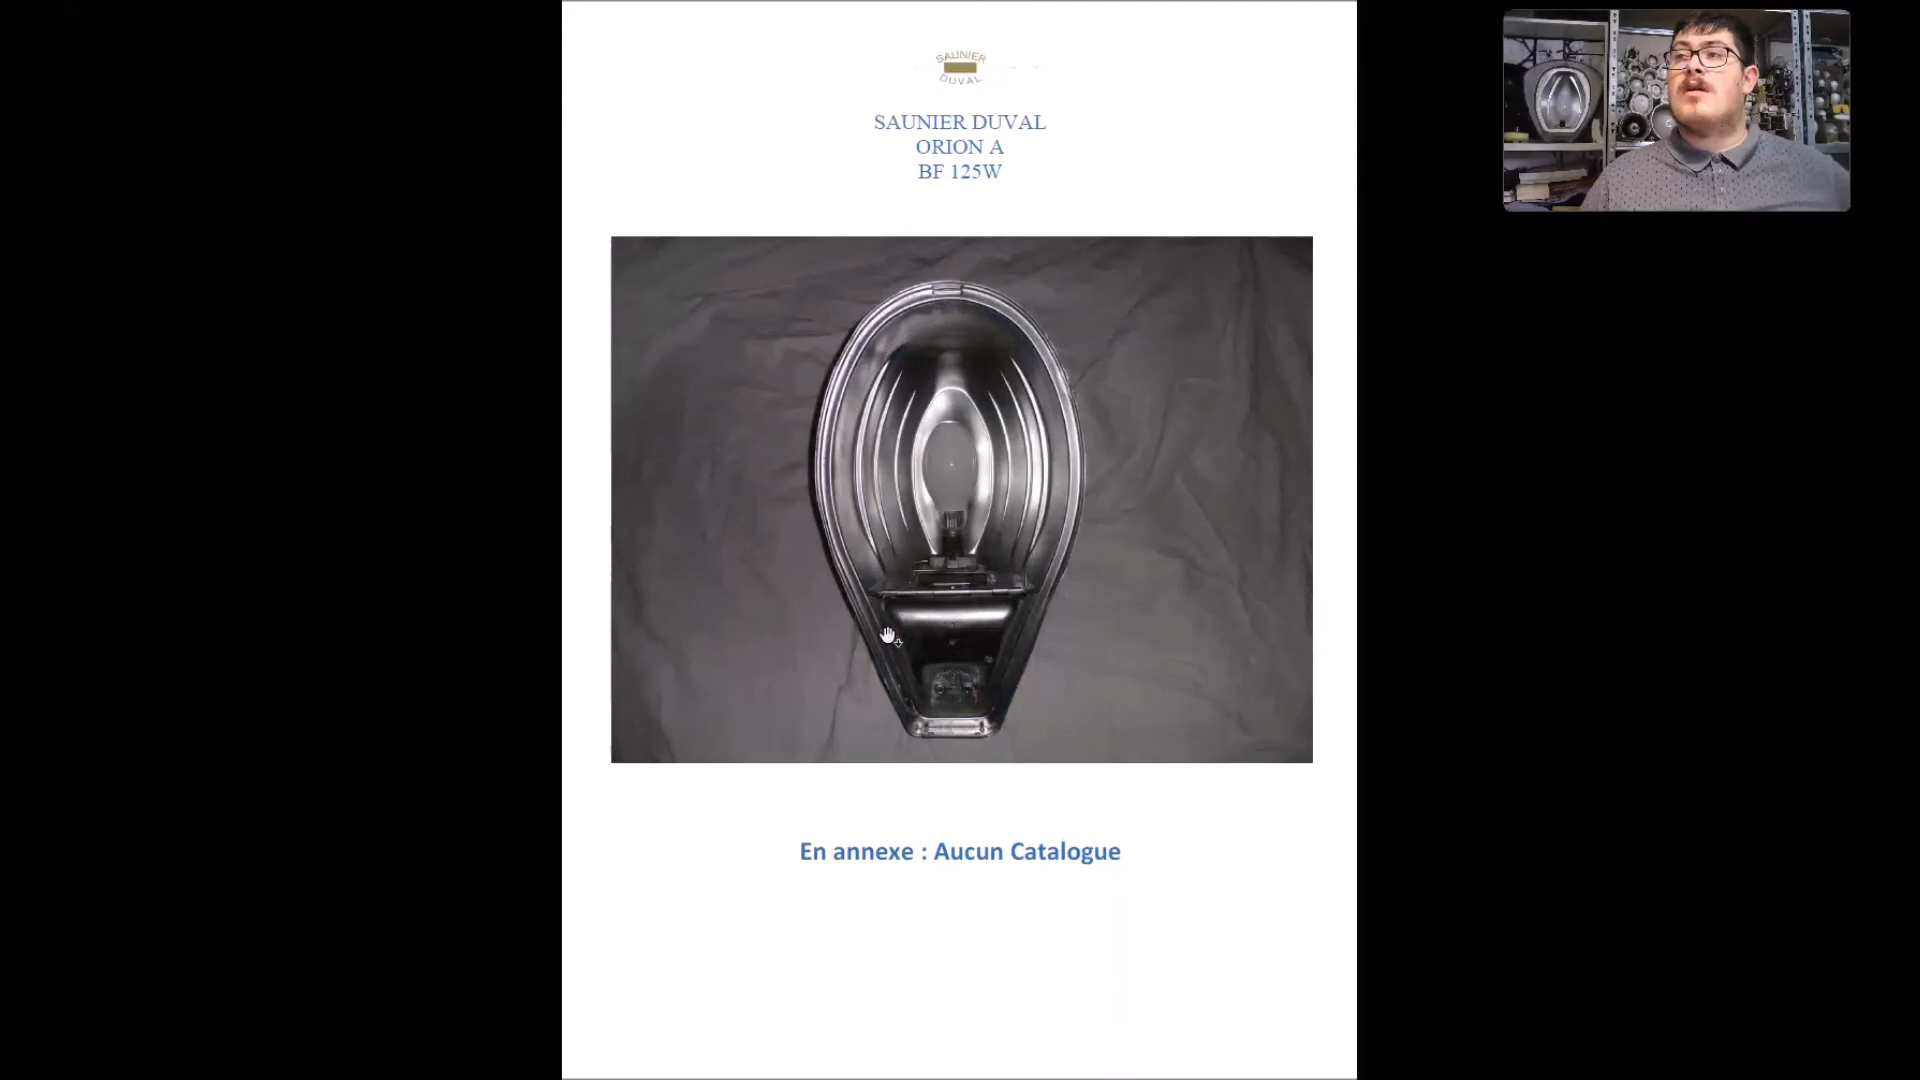 SAUNIER
DUVAL
SAUNIER DUVAL
ORION A
BF 125W
En annexe : Aucun Catalogue